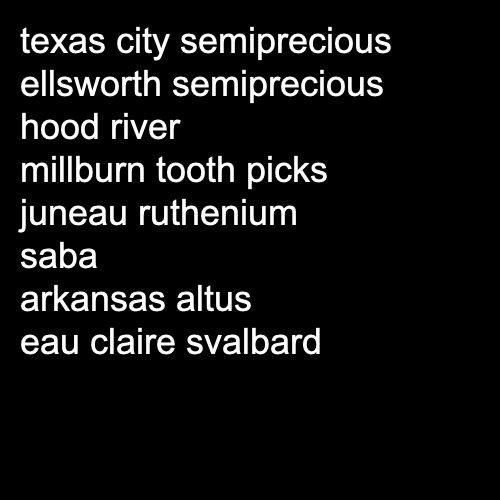 texas city semiprecious
ellsworth semiprecious
hood river
millburn tooth picks
juneau ruthenium
saba
arkansas altus
eau claire svalbard